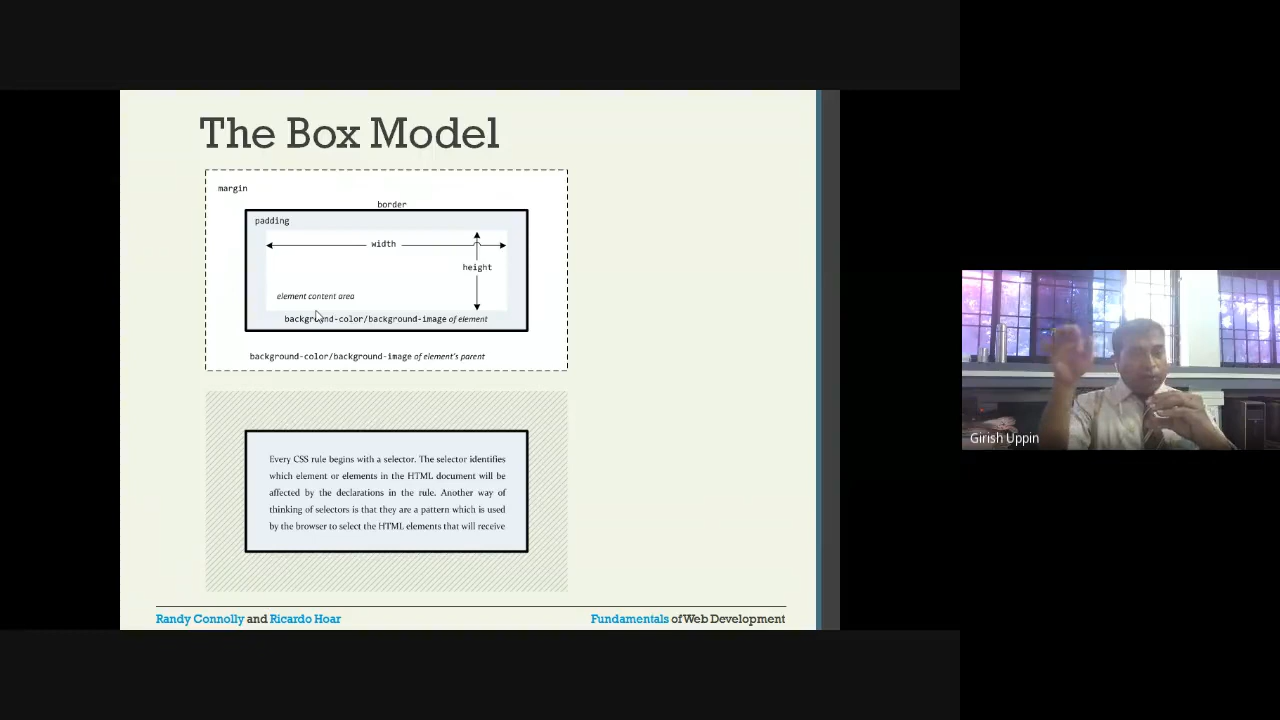 The Box Model
margin
border
padding
width
height
element content area
background-color/background-image of element
background-color/background-image of element's parent
Every CSS rule begins with a selector. The selector identifies
which element or elements in the HTML document will be
affected by the declarations in the rule. Another way of
thinking of selectors is that they are a pattern which is used
by the browser to select the HTML elements that will receive
Randy Connolly and Ricardo Hoar
Fundamentals of Web Development
Girish Uppin